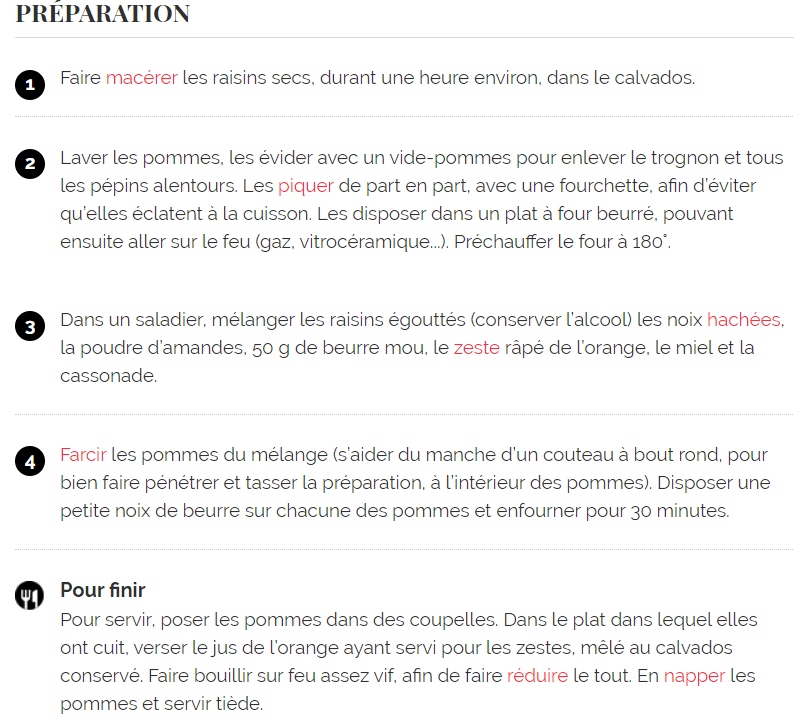 PRÉPARATION
1 Faire macérer les raisins secs, durant une heure environ, dans le calvados.
2 Laver les pommes, les évider avec un vide-pommes pour enlever le trognon et tous
les pépins alentours. Les piquer de part en part, avec une fourchette, afin d'éviter
qu'elles éclatent à la cuisson. Les disposer dans un plat à four beurré, pouvant
ensuite aller sur le feu (gaz, vitrocéramique...). Préchauffer le four à 180°.
3 Dans un saladier, mélanger les raisins égouttés (conserver l'alcool) les noix hachées,
la poudre d'amandes, 50 g de beurre mou, le zeste râpé de l'orange, le miel et la
cassonade.
4 Farcir les pommes du mélange (s'aider du manche d'un couteau à bout rond, pour
bien faire pénétrer et tasser la préparation, à l'intérieur des pommes). Disposer une
petite noix de beurre sur chacune des pommes et enfourner pour 30 minutes.
Pour finir
Pour servir, poser les pommes dans des coupelles. Dans le plat dans lequel elles
ont cuit, verser le jus de l'orange ayant servi pour les zestes, mêlé au calvados
conservé. Faire bouillir sur feu assez vif, afin de faire réduire le tout. En napper les
pommes et servir tiède.